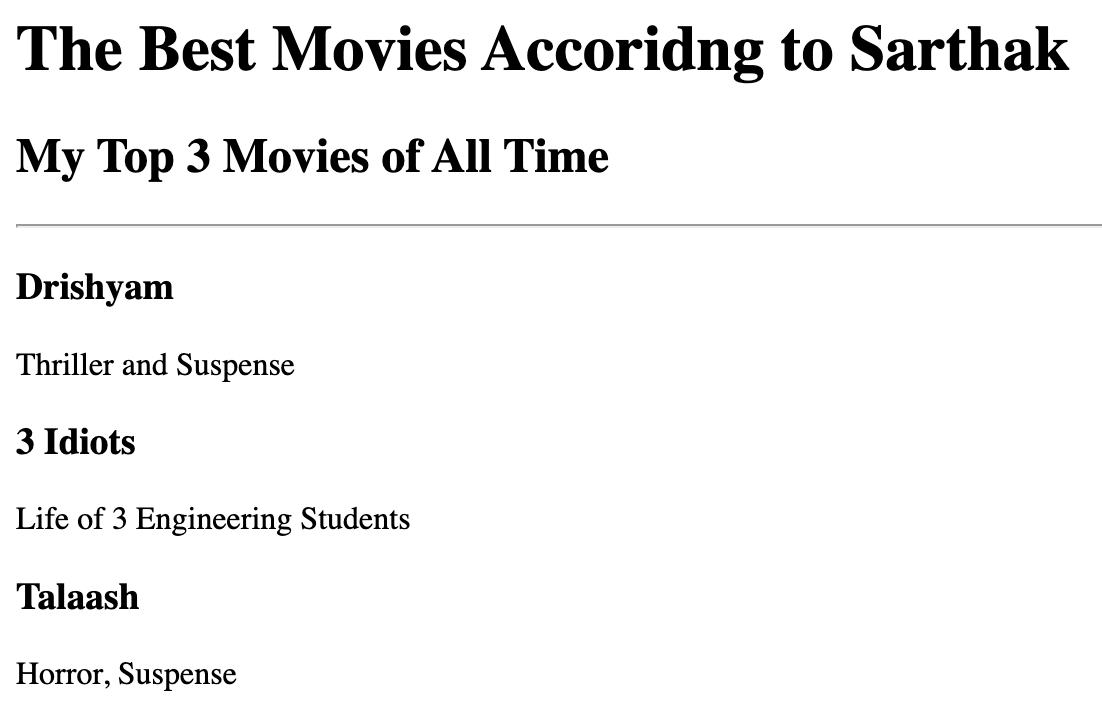 The Best Movies Accoridng to Sarthak
My Top 3 Movies of All Time
Drishyam
Thriller and Suspense
3 Idiots
Life of 3 Engineering Students
Talaash
Horror, Suspense